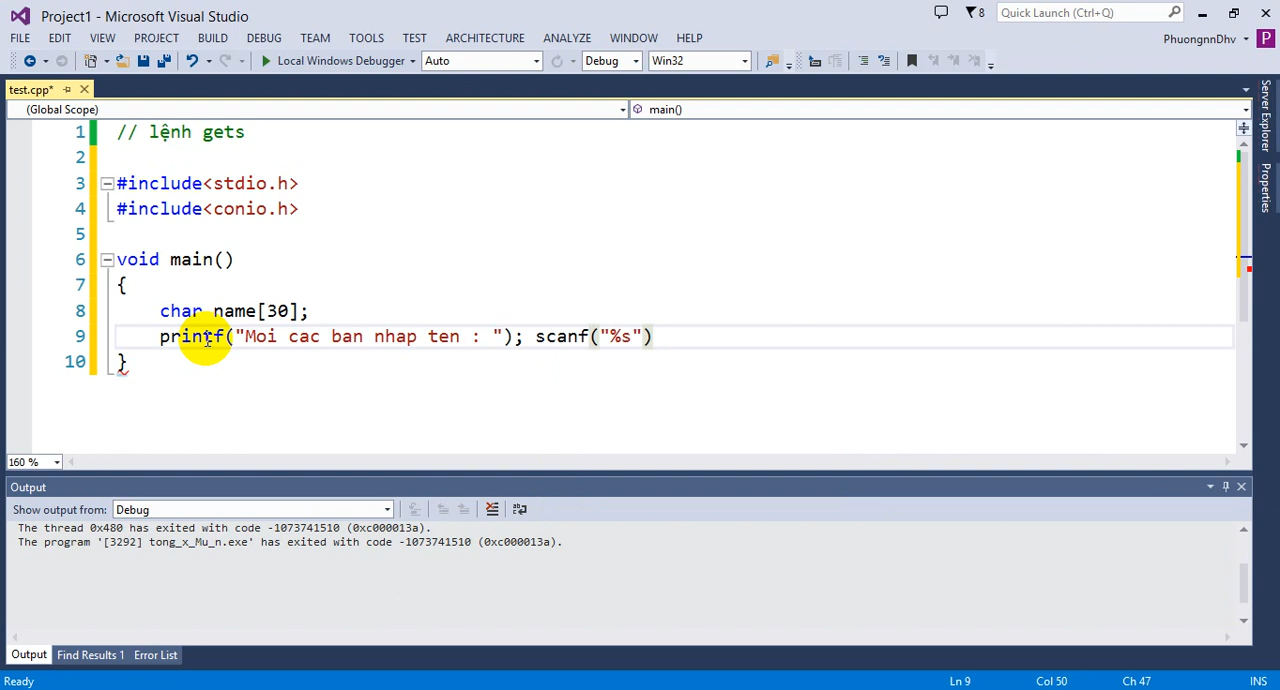 Project1 - Microsoft Visual Studio
8
Quick Launch (Ctrl+Q)
FILE EDIT VIEW PROJECT BUILD DEBUG TEAM TOOLS TEST ARCHITECTURE ANALYZE WINDOW HELP
PhuongnnDhv P
Local Windows Debugger Auto Debug Win32
test.cpp*
(Global Scope) main()
1 // lệnh gets
2
3 #include<stdio.h>
4 #include<conio.h>
5
6 void main()
7 {
8 char name[30];
9 printf("Moi cac ban nhap ten : "); scanf("%s")
10 }
Server Explorer
Properties
160 %
Output
Show output from: Debug
The thread 0x480 has exited with code -1073741510 (0xc000013a).
The program '[3292] tong_x_Mu_n.exe' has exited with code -1073741510 (0xc000013a).
Output Find Results 1 Error List
Ready Ln 9 Col 50 Ch 47 INS